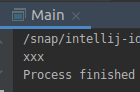 Main
/snap/intellij-id
xxx
Process finished